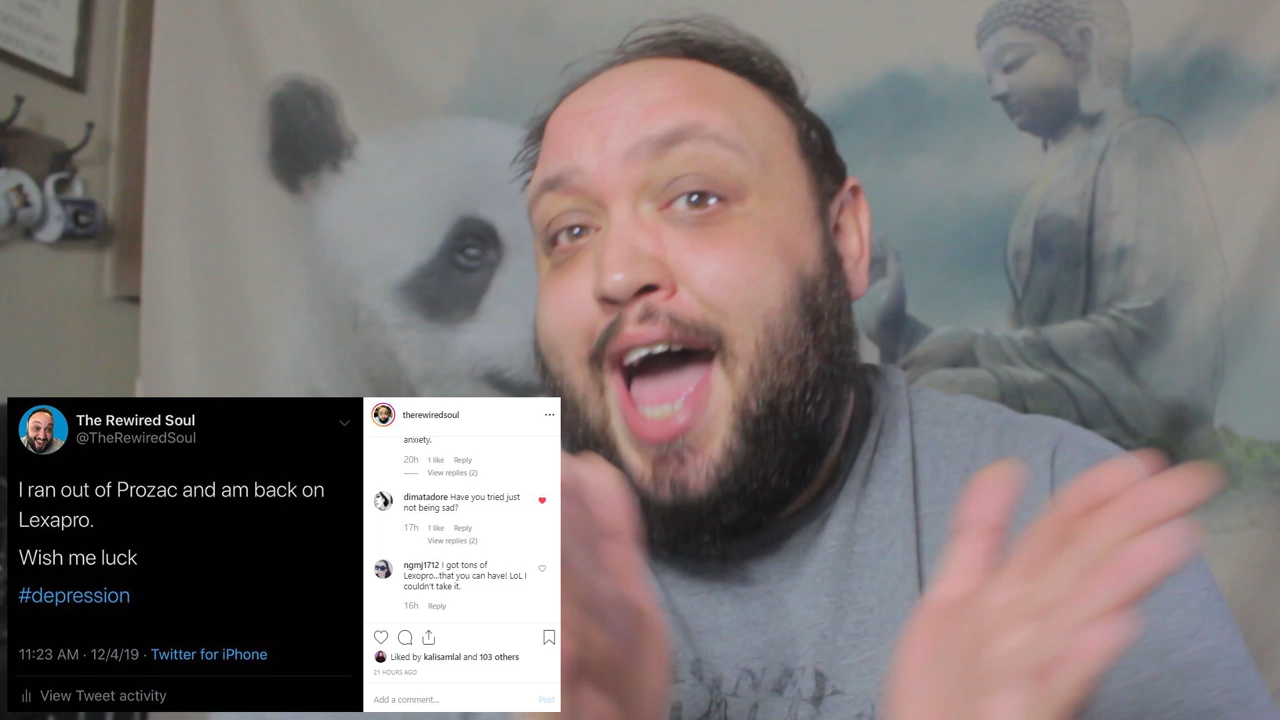 The Rewired Soul
@TheRewiredSoul
I ran out of Prozac and am back on
Lexapro.
Wish me luck
#depression
11:23 AM · 12/4/19 · Twitter for iPhone
View Tweet activity
therewiredsoul
anxiety.
20h 1 like Reply
View replies (2)
dimatadore Have you tried just
not being sad?
17h 1 like Reply
View replies (2)
ngmj1712 I got tons of
Lexopro...that you can have! LoL I
couldn't take it.
16h Reply
Liked by kalisamlal and 103 others
21 HOURS AGO
Add a comment... Post